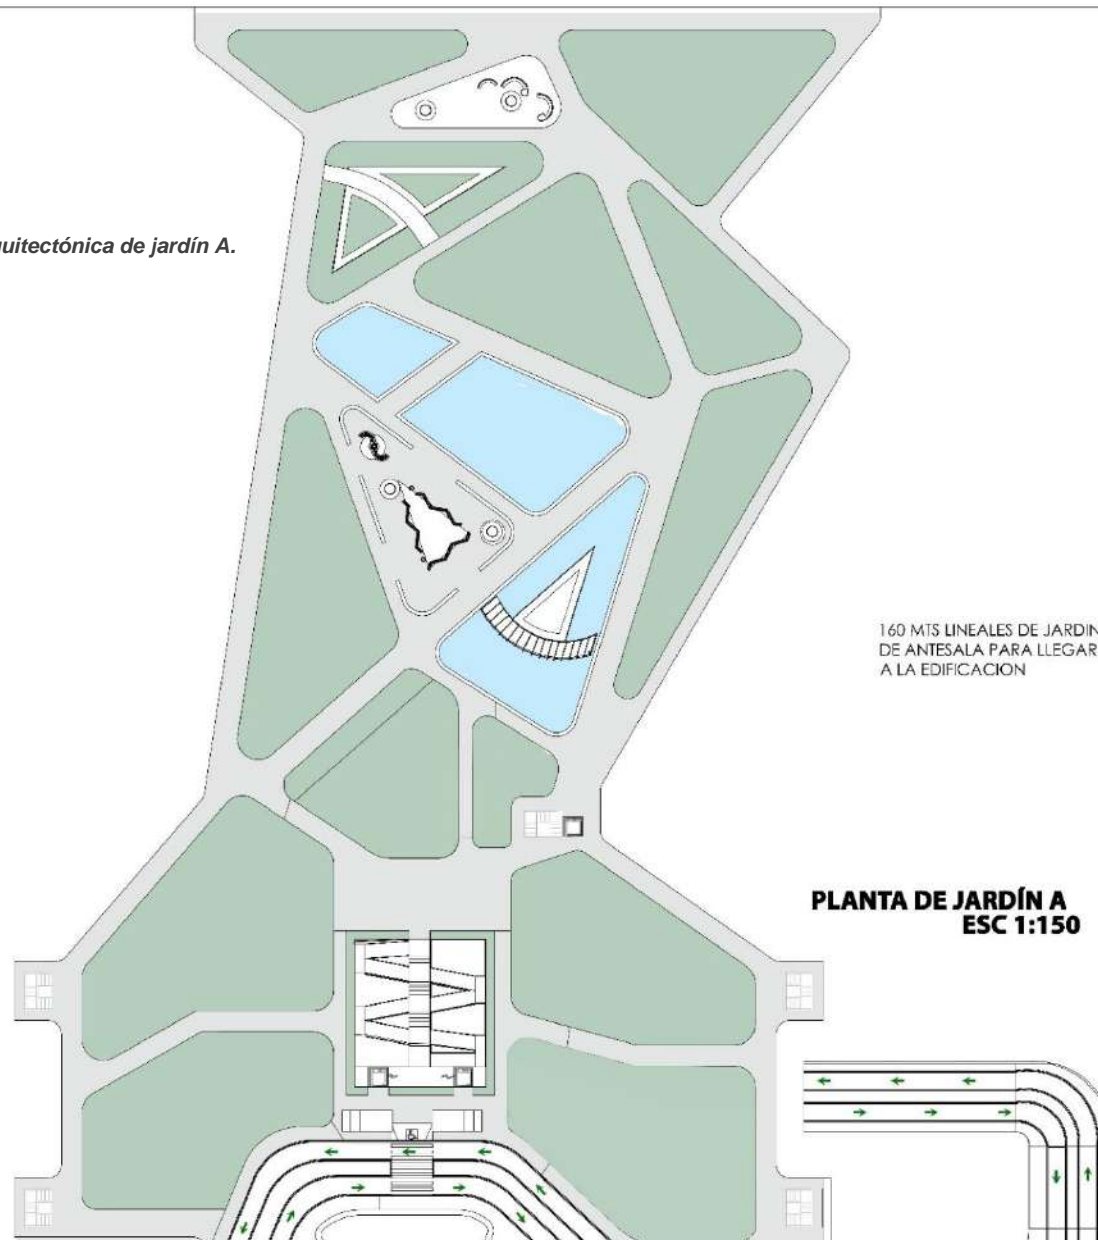 uitectónica de jardín A.
160 MTS LINEALES DE JARDIN
DE ANTESALA PARA LLEGAR
A LA EDIFICACION
PLANTA DE JARDÍN A
ESC 1:150